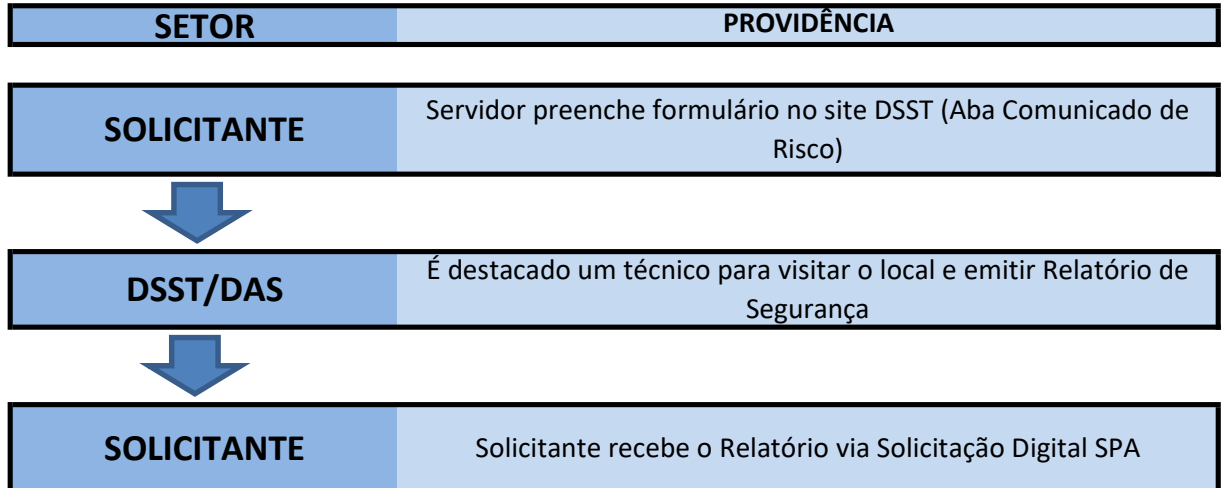 SETOR
PROVIDÊNCIA
SOLICITANTE
Servidor preenche formulário no site DSST (Aba Comunicado de
Risco)
DSST/DAS
É destacado um técnico para visitar o local e emitir Relatório de
Segurança
SOLICITANTE
Solicitante recebe o Relatório via Solicitação Digital SPA